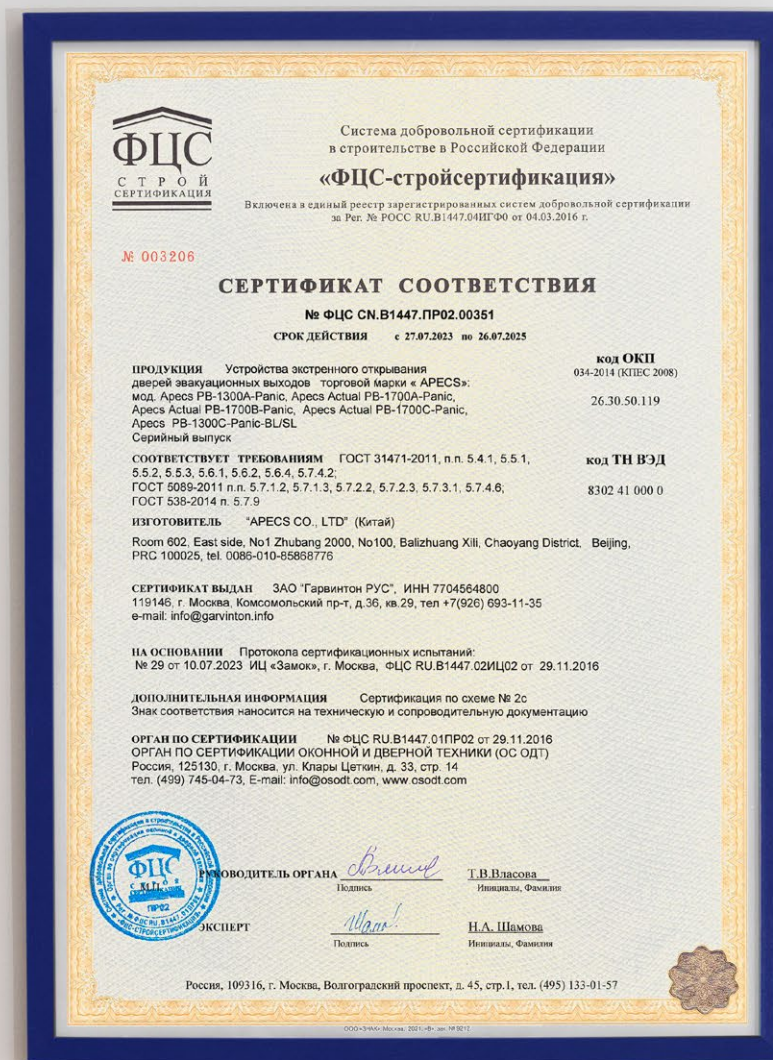 ФЦС
СТРОЙ
СЕРТИФИКАЦИЯ
Система добровольной сертификации
в строительстве в Российской Федерации
«ФЦС-стройсертификация»
Включена в единый реестр зарегистрированных систем добровольной сертификации
за Рег. № РОСС RU.В1447.04ИГФ0 от 04.03.2016 г.
№ 003206
СЕРТИФИКАТ СООТВЕТСТВИЯ
№ ФЦС CN.В1447.ПР02.00351
СРОК ДЕЙСТВИЯ с 27.07.2023 по 26.07.2025
ПРОДУКЦИЯ Устройства экстренного открывания
дверей эвакуационных выходов торговой марки « APECS»:
мод. Apecs PB-1300A-Panic, Apecs Actual PB-1700A-Panic,
Apecs Actual PB-1700B-Panic, Apecs Actual PB-1700C-Panic,
Apecs PB-1300C-Panic-BL/SL
Серийный выпуск
код ОКП
034-2014 (КПЕС 2008)
26.30.50.119
СООТВЕТСТВУЕТ ТРЕБОВАНИЯМ ГОСТ 31471-2011, п.п. 5.4.1, 5.5.1,
5.5.2, 5.5.3, 5.6.1, 5.6.2, 5.6.4, 5.7.4.2;
ГОСТ 5089-2011 п.п. 5.7.1.2, 5.7.1.3, 5.7.2.2, 5.7.2.3, 5.7.3.1, 5.7.4.6;
ГОСТ 538-2014 п. 5.7.9
код ТН ВЭД
8302 41 000 0
ИЗГОТОВИТЕЛЬ "APECS CO., LTD" (Китай)
Room 602, East side, No1 Zhubang 2000, No100, Balizhuang Xili, Chaoyang District, Beijing,
PRC 100025, tel. 0086-010-85868776
СЕРТИФИКАТ ВЫДАН ЗАО "Гарвинтон РУС", ИНН 7704564800
119146, г. Москва, Комсомольский пр-т, д.36, кв.29, тел +7(926) 693-11-35
e-mail: info@garvinton.info
НА ОСНОВАНИИ Протокола сертификационных испытаний:
№ 29 от 10.07.2023 ИЦ «Замок», г. Москва, ФЦС RU.В1447.02ИЦ02 от 29.11.2016
ДОПОЛНИТЕЛЬНАЯ ИНФОРМАЦИЯ Сертификация по схеме № 2с
Знак соответствия наносится на техническую и сопроводительную документацию
ОРГАН ПО СЕРТИФИКАЦИИ № ФЦС RU.В1447.01ПР02 от 29.11.2016
ОРГАН ПО СЕРТИФИКАЦИИ ОКОННОЙ И ДВЕРНОЙ ТЕХНИКИ (ОС ОДТ)
Россия, 125130, г. Москва, ул. Клары Цеткин, д. 33, стр. 14
тел. (499) 745-04-73, E-mail: info@osodt.com, www.osodt.com
ФЦС
М.П.
ПР02
РУКОВОДИТЕЛЬ ОРГАНА
Т.В.Власова
Подпись
Инициалы, Фамилия
ЭКСПЕРТ
Н.А. Шамова
Подпись
Инициалы, Фамилия
Россия, 109316, г. Москва, Волгоградский проспект, д. 45, стр.1, тел. (495) 133-01-57